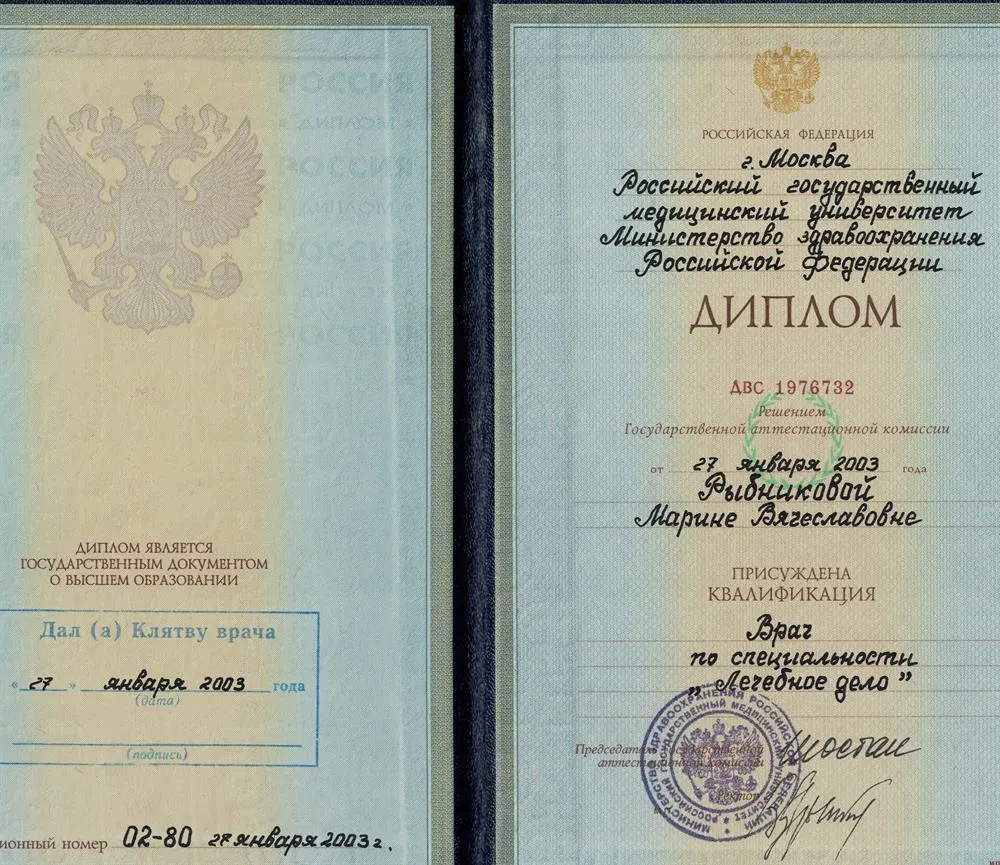 ДИПЛОМ ЯВЛЯЕТСЯ
ГОСУДАРСТВЕННЫМ ДОКУМЕНТОМ
О ВЫСШЕМ ОБРАЗОВАНИИ
Дал (а) Клятву врача
« 27 » января 2003 года
(дата)
(подпись)
ионный номер 02-80 27 января 2003 г.
РОССИЙСКАЯ ФЕДЕРАЦИЯ
г. Москва
Российский государственный
медицинский университет
Министерство здравоохранения
Российской Федерации
ДИПЛОМ
ДВС 1976732
Решением
Государственной аттестационной комиссии
от 27 января 2003 года
Рыбниковой
Марине Вячеславовне
ПРИСУЖДЕНА
КВАЛИФИКАЦИЯ
Врач
по специальности
„ Лечебное дело ”
Председатель Государственной
аттестационной комиссии
Ректор